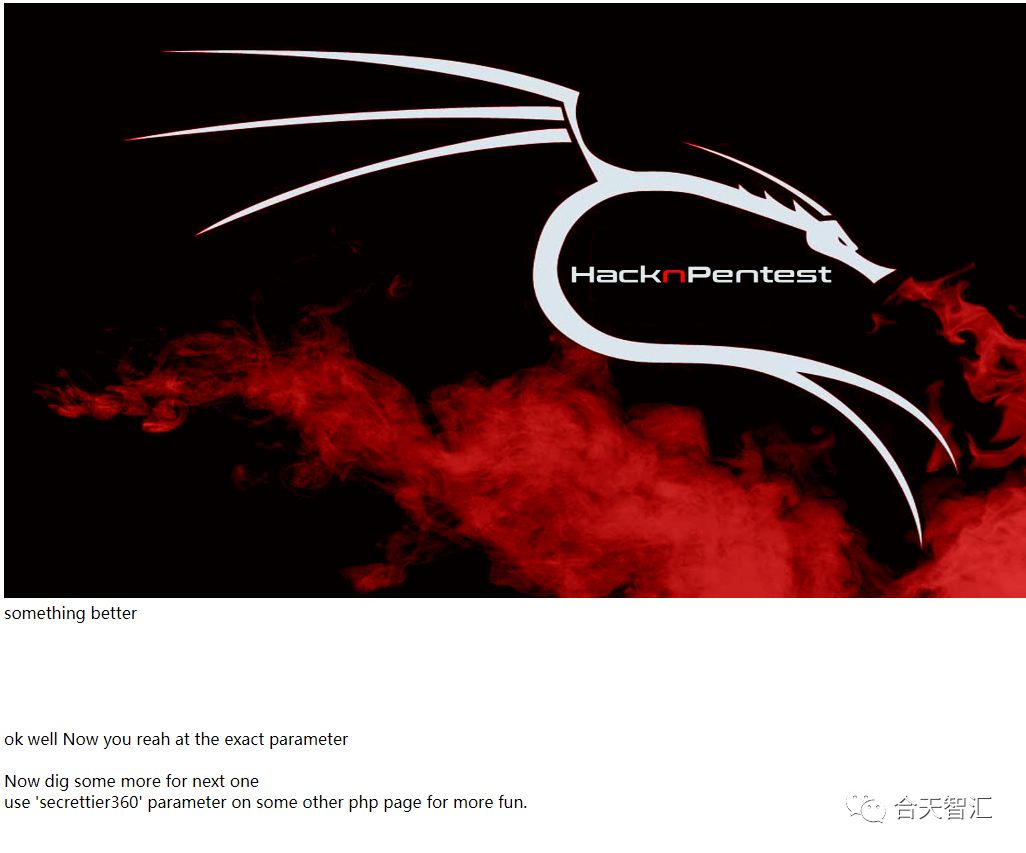 HacknPentest
something better
ok well Now you reah at the exact parameter
Now dig some more for next one
use 'secrettier360' parameter on some other php page for more fun.
合天智汇